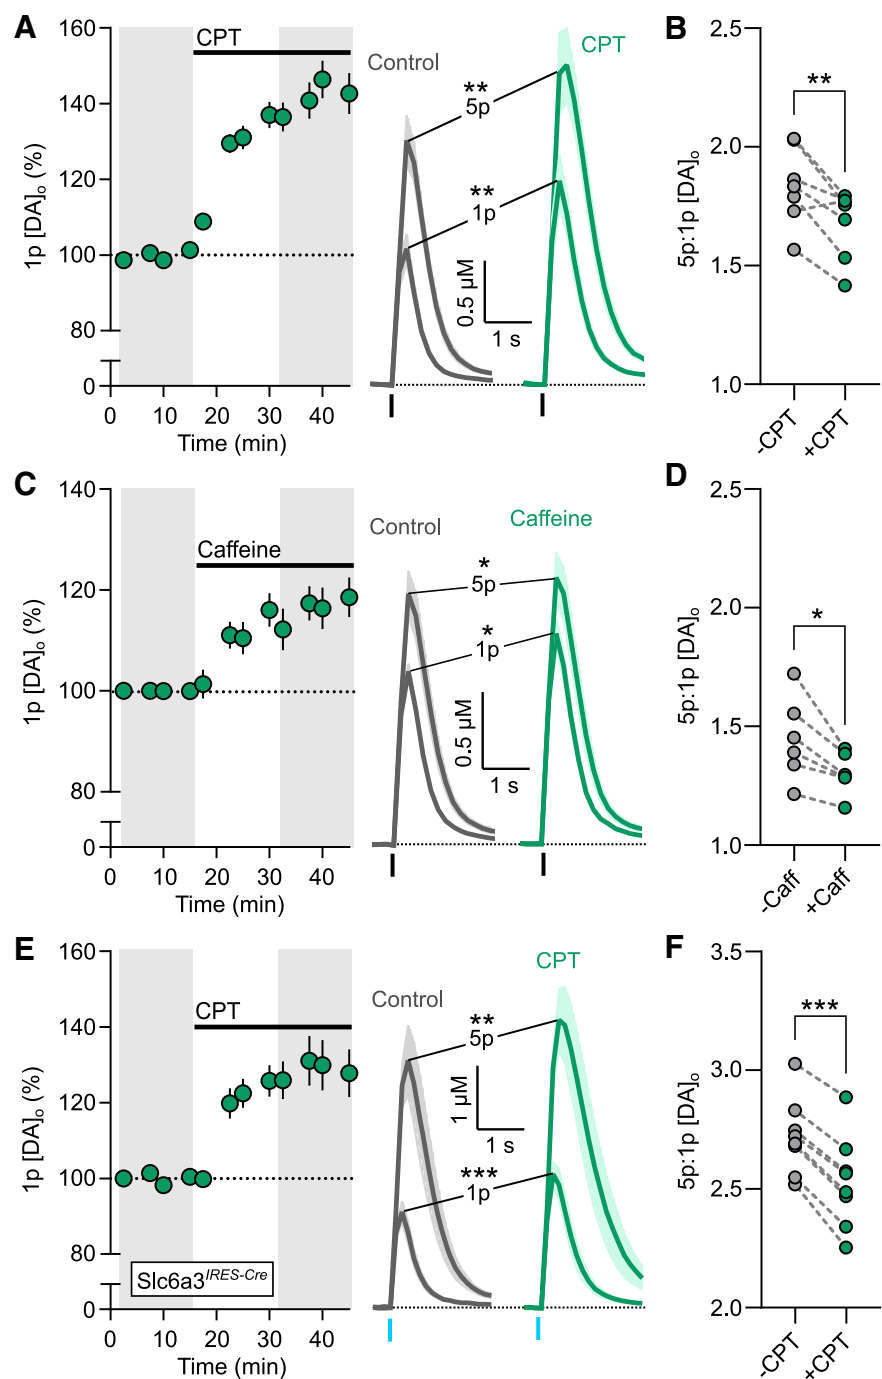 A
160
140
120
100
80
0
1p [DA]ₒ (%)
CPT
0 10 20 30 40
Time (min)
Control
CPT
**
5p
**
1p
0.5 µM
1 s
B
2.5
2.0
1.5
1.0
5p:1p [DA]ₒ
**
-CPT
+CPT
C
140
120
100
80
0
1p [DA]ₒ (%)
Caffeine
0 10 20 30 40
Time (min)
Control
Caffeine
*
5p
*
1p
0.5 µM
1 s
D
2.5
2.0
1.5
1.0
5p:1p [DA]ₒ
*
-Caff
+Caff
E
160
140
120
100
80
0
1p [DA]ₒ (%)
CPT
Slc6a3^IRES-Cre
0 10 20 30 40
Time (min)
Control
CPT
**
5p
1 µM
1 s
***
1p
F
3.5
3.0
2.5
2.0
5p:1p [DA]ₒ
***
-CPT
+CPT